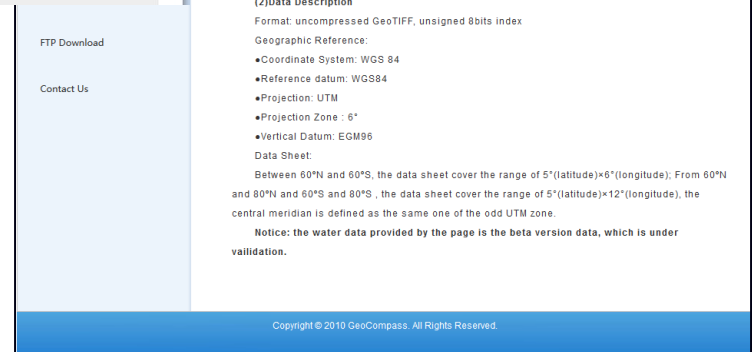 (2)Data Description
Format: uncompressed GeoTIFF, unsigned 8bits index
FTP Download
Geographic Reference:
●Coordinate System: WGS 84
●Reference datum: WGS84
Contact Us
●Projection: UTM
●Projection Zone : 6°
●Vertical Datum: EGM96
Data Sheet:
Between 60°N and 60°S, the data sheet cover the range of 5°(latitude)×6°(longitude); From 60°N
and 80°N and 60°S and 80°S , the data sheet cover the range of 5°(latitude)×12°(longitude), the
central meridian is defined as the same one of the odd UTM zone.
Notice: the water data provided by the page is the beta version data, which is under
vailidation.
Copyright © 2010 GeoCompass. All Rights Reserved.